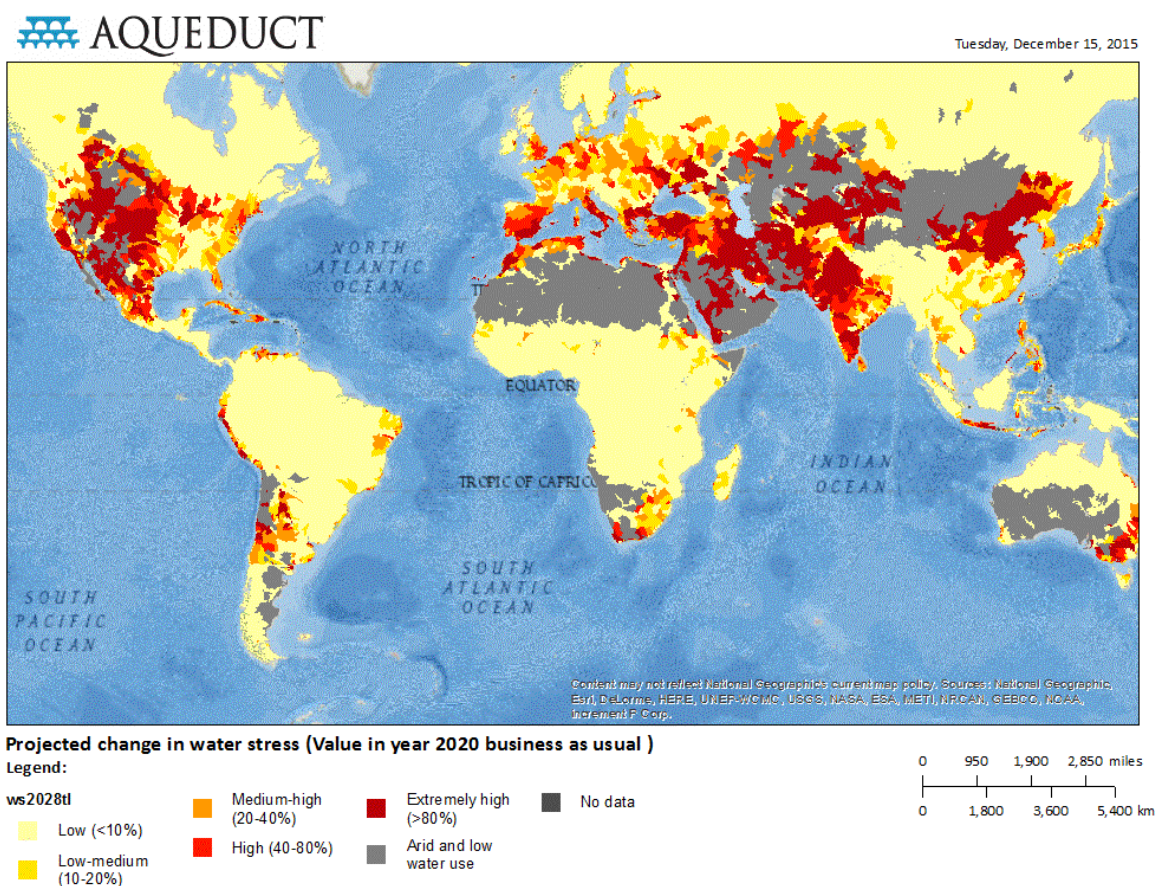 AQUEDUCT
Tuesday, December 15, 2015
NORTH
ATLANTIC
OCEAN
EQUATOR
TROPIC OF CAPRIC
INDIAN
OCEAN
SOUTH
ATLANTIC
OCEAN
SOUTH
PACIFIC
OCEAN
Content may not reflect National Geographic's current map policy. Sources: National Geographic,
Esri, DeLorme, HERE, UNEP-WCMC, USGS, NASA, ESA, METI, NRCAN, GEBCO, NOAA,
increment P Corp.
Projected change in water stress (Value in year 2020 business as usual )
Legend:
ws2028tl
Low (<10%)
Low-medium
(10-20%)
Medium-high
(20-40%)
High (40-80%)
Extremely high
(>80%)
Arid and low
water use
No data
0 950 1,900 2,850 miles
0 1,800 3,600 5,400 km